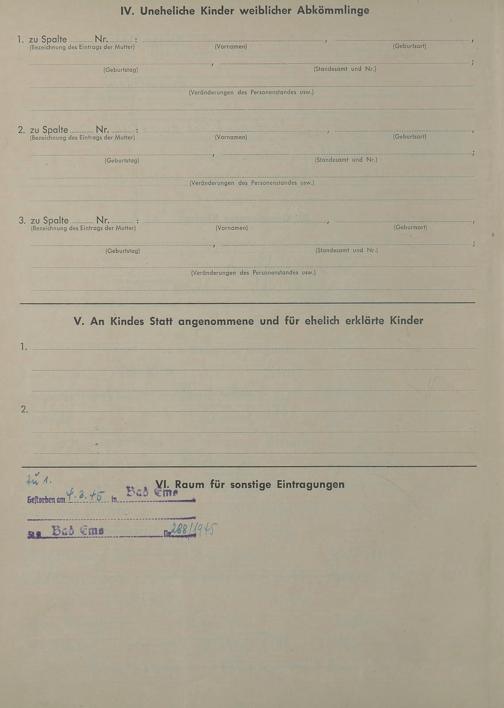 IV. Uneheliche Kinder weiblicher Abkömmlinge
1. zu Spalte ........ Nr. ........ : , ,
(Bezeichnung des Eintrags der Mutter) (Vornamen) (Geburtsort)
, ;
(Geburtstag) (Standesamt und Nr.)
(Veränderungen des Personenstandes usw.)
2. zu Spalte ........ Nr. ........ : , ,
(Bezeichnung des Eintrags der Mutter) (Vornamen) (Geburtsort)
, ;
(Geburtstag) (Standesamt und Nr.)
(Veränderungen des Personenstandes usw.)
3. zu Spalte ........ Nr. ........ : , ,
(Bezeichnung des Eintrags der Mutter) (Vornamen) (Geburtsort)
, ;
(Geburtstag) (Standesamt und Nr.)
(Veränderungen des Personenstandes usw.)
V. An Kindes Statt angenommene und für ehelich erklärte Kinder
1.
2.
zu 1.
VI. Raum für sonstige Eintragungen
Gestorben am 4.3.45 in Bad Ems
Bad Ems Nr. 288/1945